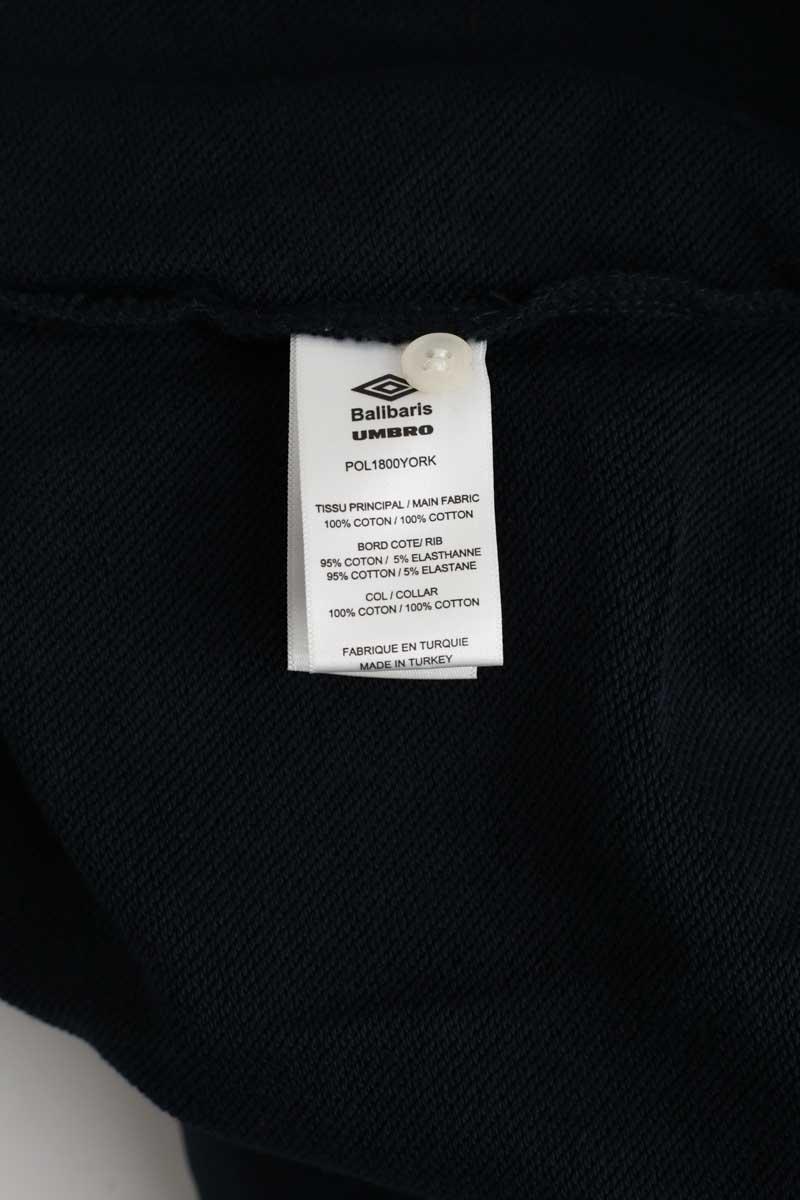 Balibaris
UMBRO
POL1800YORK
TISSU PRINCIPAL / MAIN FABRIC
100% COTON / 100% COTTON
BORD COTE/ RIB
95% COTON / 5% ELASTHANNE
95% COTTON / 5% ELASTANE
COL / COLLAR
100% COTON / 100% COTTON
FABRIQUE EN TURQUIE
MADE IN TURKEY